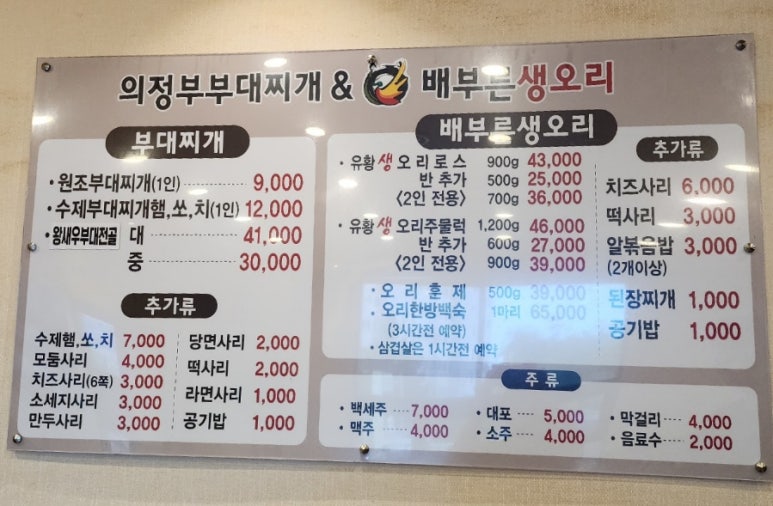 의정부부대찌개 & 배부른생오리
부대찌개
· 원조부대찌개(1인) 9,000
· 수제부대찌개햄,쏘,치(1인) 12,000
· 왕새우부대전골 대 41,000
중 30,000
추가류
수제햄,쏘,치 7,000
모둠사리 4,000
치즈사리(6쪽) 3,000
소세지사리 3,000
만두사리 3,000
당면사리 2,000
떡사리 2,000
라면사리 1,000
공기밥 1,000
배부른생오리
· 유황 생 오리로스 900g 43,000
반 추가 500g 25,000
<2인 전용> 700g 36,000
· 유황 생 오리주물럭 1,200g 46,000
반 추가 600g 27,000
<2인 전용> 900g 39,000
· 오리훈제 500g 39,000
· 오리한방백숙 1마리 65,000
(3시간전 예약)
· 삼겹살은 1시간전 예약
추가류
치즈사리 6,000
떡사리 3,000
알볶음밥 3,000
(2개이상)
된장찌개 1,000
공기밥 1,000
주류
· 백세주 7,000
· 맥주 4,000
· 대포 5,000
· 소주 4,000
· 막걸리 4,000
· 음료수 2,000